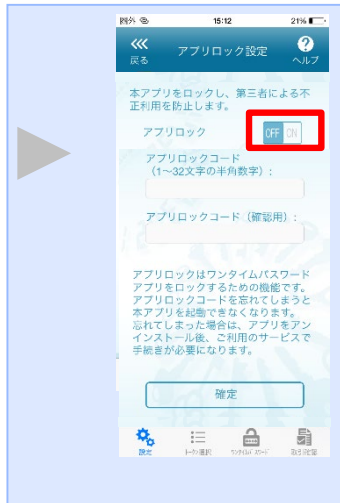 圏外
15:12
21%
戻る
アプリロック設定
?
ヘルプ
本アプリをロックし、第三者による不
正利用を防止します。
アプリロック
OFF ON
アプリロックコード
(1～32文字の半角数字):
アプリロックコード（確認用）:
アプリロックはワンタイムパスワード
アプリをロックするための機能です。
アプリロックコードを忘れてしまうと
本アプリを起動できなくなります。
忘れてしまった場合は、アプリをアン
インストール後、ご利用のサービスで
手続きが必要になります。
確定
設定
トークン選択
ワンタイムパスワード
取引認証